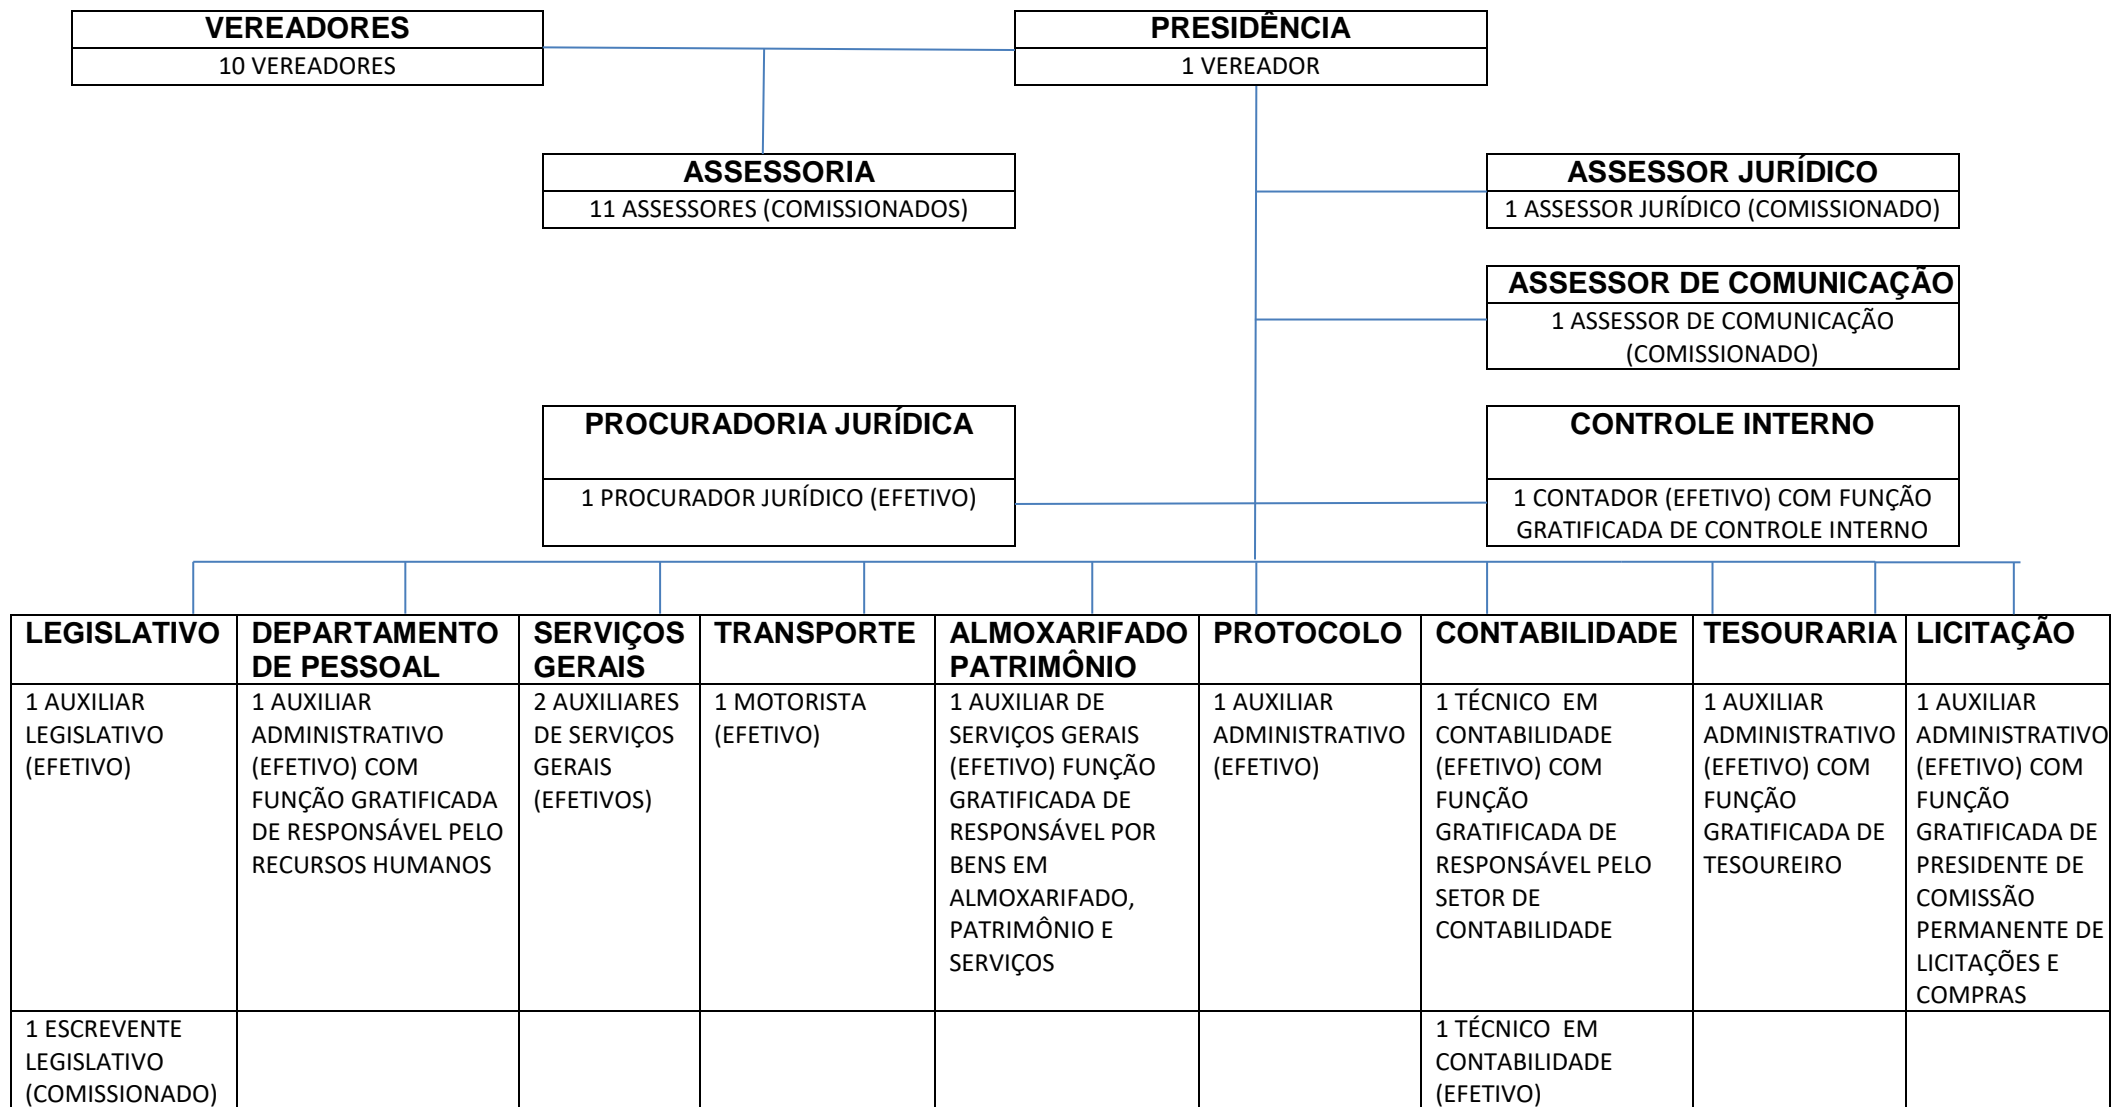 VEREADORES
10 VEREADORES
PRESIDÊNCIA
1 VEREADOR
ASSESSORIA
11 ASSESSORES (COMISSIONADOS)
ASSESSOR JURÍDICO
1 ASSESSOR JURÍDICO (COMISSIONADO)
ASSESSOR DE COMUNICAÇÃO
1 ASSESSOR DE COMUNICAÇÃO
(COMISSIONADO)
PROCURADORIA JURÍDICA
1 PROCURADOR JURÍDICO (EFETIVO)
CONTROLE INTERNO
1 CONTADOR (EFETIVO) COM FUNÇÃO
GRATIFICADA DE CONTROLE INTERNO
LEGISLATIVO
DEPARTAMENTO
DE PESSOAL
SERVIÇOS
GERAIS
TRANSPORTE
ALMOXARIFADO
PATRIMÔNIO
PROTOCOLO
CONTABILIDADE
TESOURARIA
LICITAÇÃO
1 AUXILIAR
LEGISLATIVO
(EFETIVO)
1 AUXILIAR
ADMINISTRATIVO
(EFETIVO) COM
FUNÇÃO GRATIFICADA
DE RESPONSÁVEL PELO
RECURSOS HUMANOS
2 AUXILIARES
DE SERVIÇOS
GERAIS
(EFETIVOS)
1 MOTORISTA
(EFETIVO)
1 AUXILIAR DE
SERVIÇOS GERAIS
(EFETIVO) FUNÇÃO
GRATIFICADA DE
RESPONSÁVEL POR
BENS EM
ALMOXARIFADO,
PATRIMÔNIO E
SERVIÇOS
1 AUXILIAR
ADMINISTRATIVO
(EFETIVO)
1 TÉCNICO  EM
CONTABILIDADE
(EFETIVO) COM
FUNÇÃO
GRATIFICADA DE
RESPONSÁVEL PELO
SETOR DE
CONTABILIDADE
1 AUXILIAR
ADMINISTRATIVO
(EFETIVO) COM
FUNÇÃO
GRATIFICADA DE
TESOUREIRO
1 AUXILIAR
ADMINISTRATIVO
(EFETIVO) COM
FUNÇÃO
GRATIFICADA DE
PRESIDENTE DE
COMISSÃO
PERMANENTE DE
LICITAÇÕES E
COMPRAS
1 ESCREVENTE
LEGISLATIVO
(COMISSIONADO)
1 TÉCNICO  EM
CONTABILIDADE
(EFETIVO)